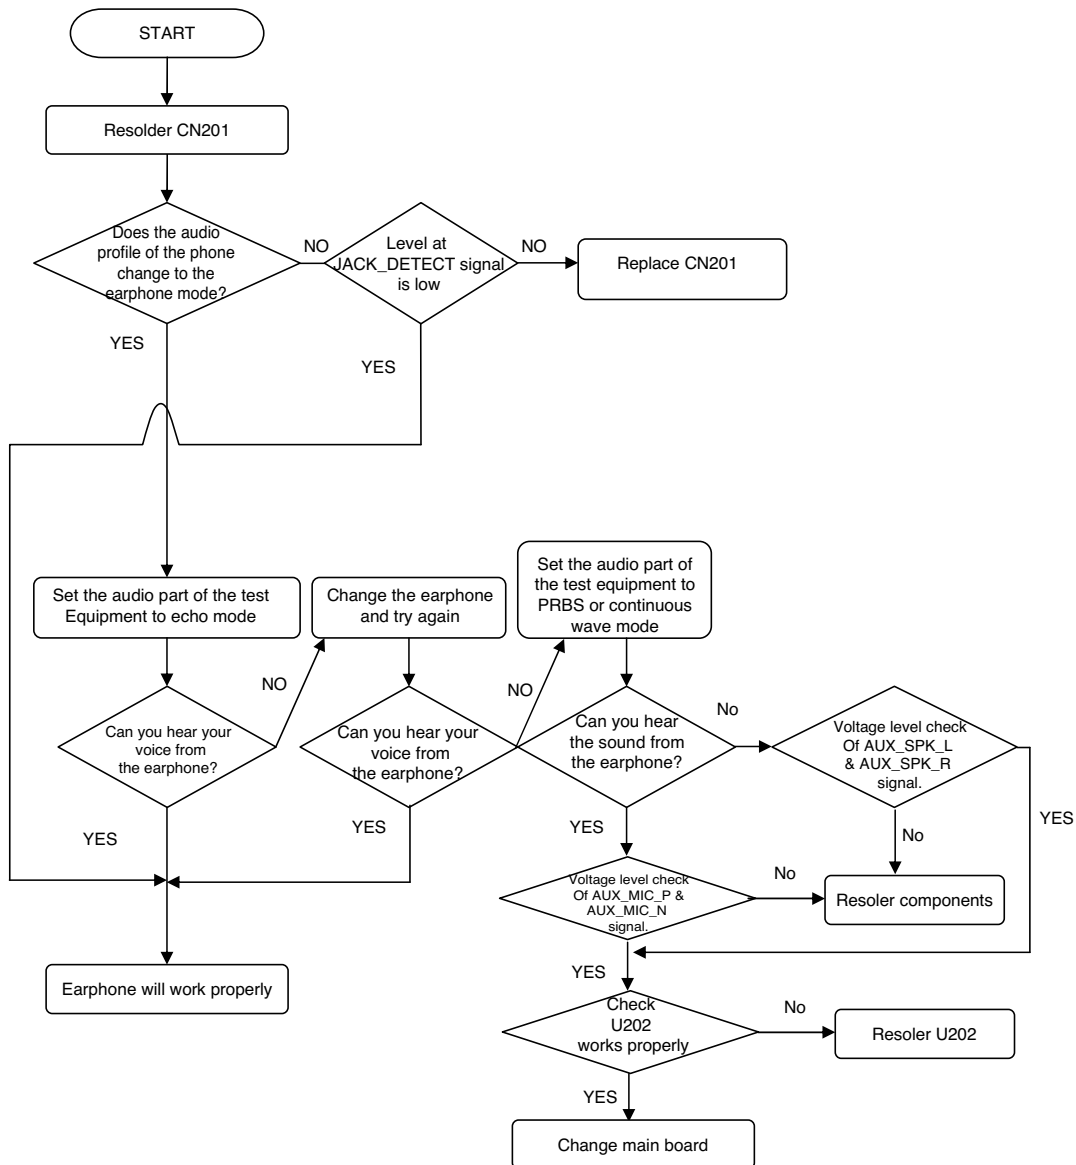 START
Resolder CN201
Does the audio
profile of the phone
change to the
earphone mode?
NO
Level at
JACK_DETECT signal
is low
NO
Replace CN201
YES
YES
Set the audio part of the test
Equipment to echo mode
Change the earphone
and try again
Set the audio part of
the test equipment to
PRBS or continuous
wave mode
NO
NO
No
Can you hear your
voice from
the earphone?
Can you hear your
voice from
the earphone?
Can you hear
the sound from
the earphone?
Voltage level check
Of AUX_SPK_L
& AUX_SPK_R
signal.
YES
YES
YES
No
YES
Voltage level check
Of AUX_MIC_P &
AUX_MIC_N
signal.
No
Resoler components
Earphone will work properly
YES
Check
U202
works properly
No
Resoler U202
YES
Change main board